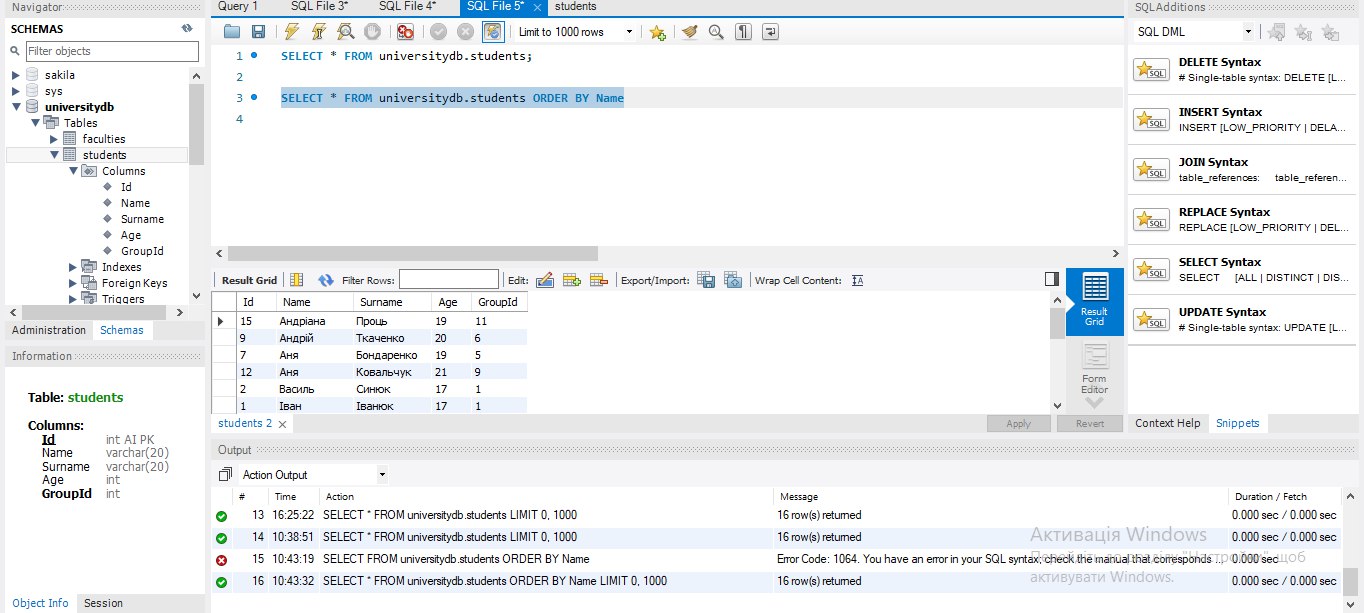 Navigator
Query 1 SQL File 3* SQL File 4* SQL File 5* students
SQLAdditions
SCHEMAS
Limit to 1000 rows
SQL DML
Filter objects
sakila
sys
universitydb
Tables
faculties
students
Columns
Id
Name
Surname
Age
GroupId
Indexes
Foreign Keys
Triggers
Administration Schemas
Information
Table: students
Columns:
Id int AI PK
Name varchar(20)
Surname varchar(20)
Age int
GroupId int
Object Info Session
1 SELECT * FROM universitydb.students;
2
3 SELECT * FROM universitydb.students ORDER BY Name
4
Result Grid Filter Rows: Edit: Export/Import: Wrap Cell Content:
Id Name Surname Age GroupId
15 Андріана Проць 19 11
9 Андрій Ткаченко 20 6
7 Аня Бондаренко 19 5
12 Аня Ковальчук 21 9
2 Василь Синюк 17 1
1 Іван Іванюк 17 1
Result
Grid
Form
Editor
students 2 Apply Revert
DELETE Syntax
# Single-table syntax: DELETE [L...
INSERT Syntax
INSERT [LOW_PRIORITY | DELA...
JOIN Syntax
table_references: table_referen...
REPLACE Syntax
REPLACE [LOW_PRIORITY | DEL...
SELECT Syntax
SELECT [ALL | DISTINCT | DIS...
UPDATE Syntax
# Single-table syntax: UPDATE [L...
Context Help Snippets
Output
Action Output
# Time Action Message Duration / Fetch
13 16:25:22 SELECT * FROM universitydb.students LIMIT 0, 1000 16 row(s) returned 0.000 sec / 0.000 sec
14 10:38:51 SELECT * FROM universitydb.students LIMIT 0, 1000 16 row(s) returned 0.000 sec / 0.000 sec
15 10:43:19 SELECT FROM universitydb.students ORDER BY Name Error Code: 1064. You have an error in your SQL syntax; check the manual that corresponds ... 0.000 sec
16 10:43:32 SELECT * FROM universitydb.students ORDER BY Name LIMIT 0, 1000 16 row(s) returned 0.000 sec / 0.000 sec
Активація Windows
Перейдіть до розділу "Настройки", щоб
активувати Windows.